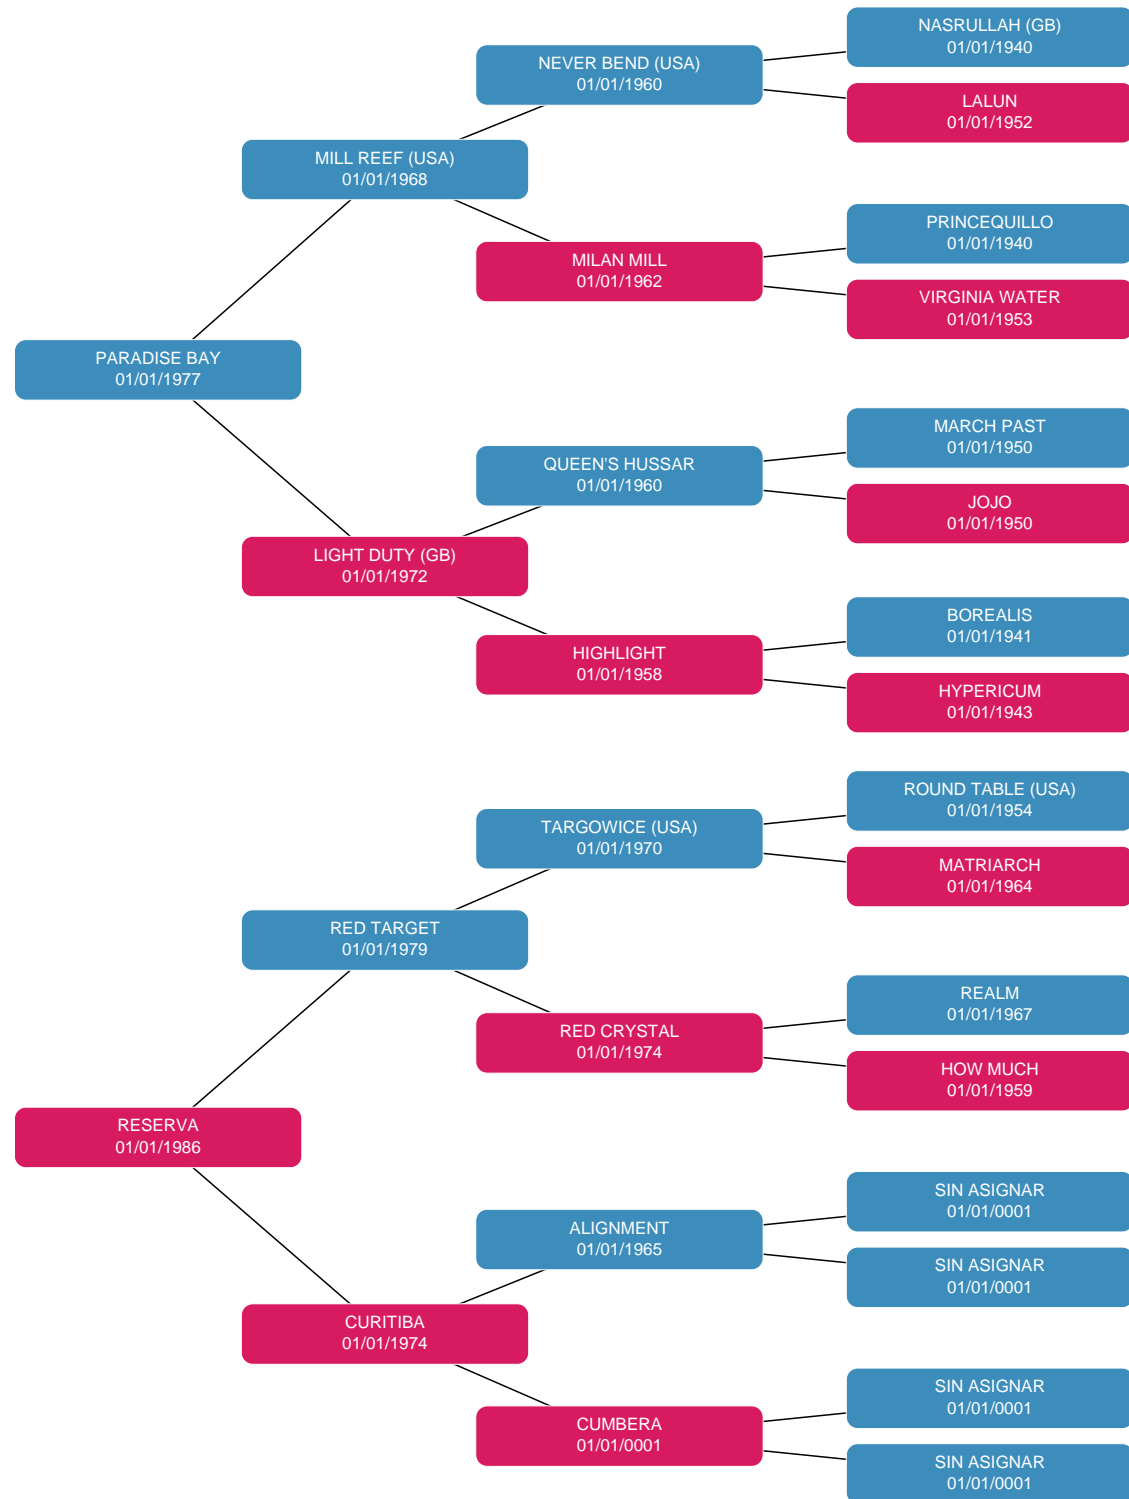 NASRULLAH (GB)
01/01/1940
NEVER BEND (USA)
01/01/1960
LALUN
01/01/1952
MILL REEF (USA)
01/01/1968
PRINCEQUILLO
01/01/1940
MILAN MILL
01/01/1962
VIRGINIA WATER
01/01/1953
PARADISE BAY
01/01/1977
MARCH PAST
01/01/1950
QUEEN'S HUSSAR
01/01/1960
JOJO
01/01/1950
LIGHT DUTY (GB)
01/01/1972
BOREALIS
01/01/1941
HIGHLIGHT
01/01/1958
HYPERICUM
01/01/1943
ROUND TABLE (USA)
01/01/1954
TARGOWICE (USA)
01/01/1970
MATRIARCH
01/01/1964
RED TARGET
01/01/1979
REALM
01/01/1967
RED CRYSTAL
01/01/1974
HOW MUCH
01/01/1959
RESERVA
01/01/1986
SIN ASIGNAR
01/01/0001
ALIGNMENT
01/01/1965
SIN ASIGNAR
01/01/0001
CURITIBA
01/01/1974
SIN ASIGNAR
01/01/0001
CUMBERA
01/01/0001
SIN ASIGNAR
01/01/0001